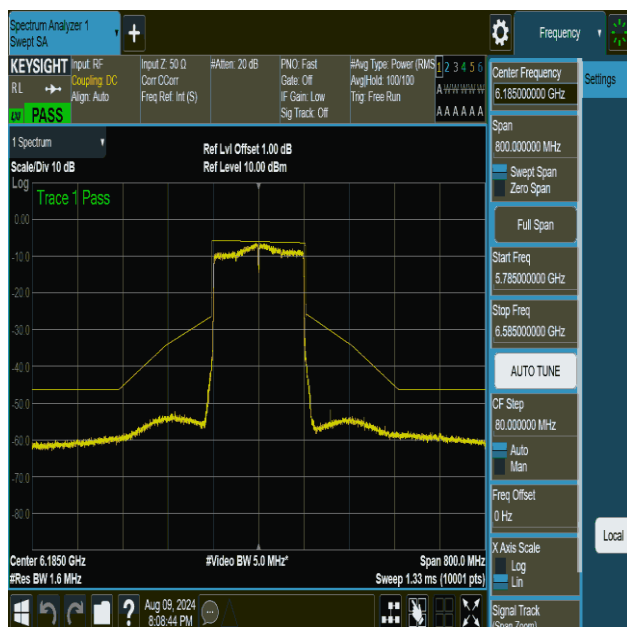 Spectrum Analyzer 1
Swept SA
+
Frequency
KEYSIGHT
RL
PASS
Input: RF
Coupling: DC
Align: Auto
Input Z: 50 Ω
Corr CCorr
Freq Ref: Int (S)
#Atten: 20 dB
PNO: Fast
Gate: Off
IF Gain: Low
Sig Track: Off
#Avg Type: Power (RMS
Avg|Hold: 100/100
Trig: Free Run
1 2 3 4 5 6
A W W W W W
A A A A A A
1 Spectrum
Scale/Div 10 dB
Ref Lvl Offset 1.00 dB
Ref Level 10.00 dBm
Log
Trace 1 Pass
0.00
-10.0
-20.0
-30.0
-40.0
-50.0
-60.0
-70.0
-80.0
Center 6.1850 GHz
#Res BW 1.6 MHz
#Video BW 5.0 MHz*
Span 800.0 MHz
Sweep 1.33 ms (10001 pts)
Aug 09, 2024
8:08:44 PM
?
Center Frequency
6.185000000 GHz
Span
800.000000 MHz
Swept Span
Zero Span
Full Span
Start Freq
5.785000000 GHz
Stop Freq
6.585000000 GHz
AUTO TUNE
CF Step
80.000000 MHz
Auto
Man
Freq Offset
0 Hz
X Axis Scale
Log
Lin
Signal Track
(Span Zoom)
Settings
Local